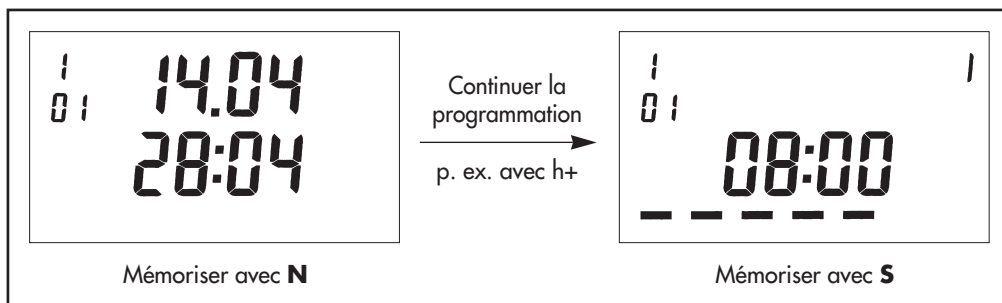 1
01
14.04
28:04
Mémoriser avec N
Continuer la
programmation
p. ex. avec h+
1
1
01
08:00
Mémoriser avec S